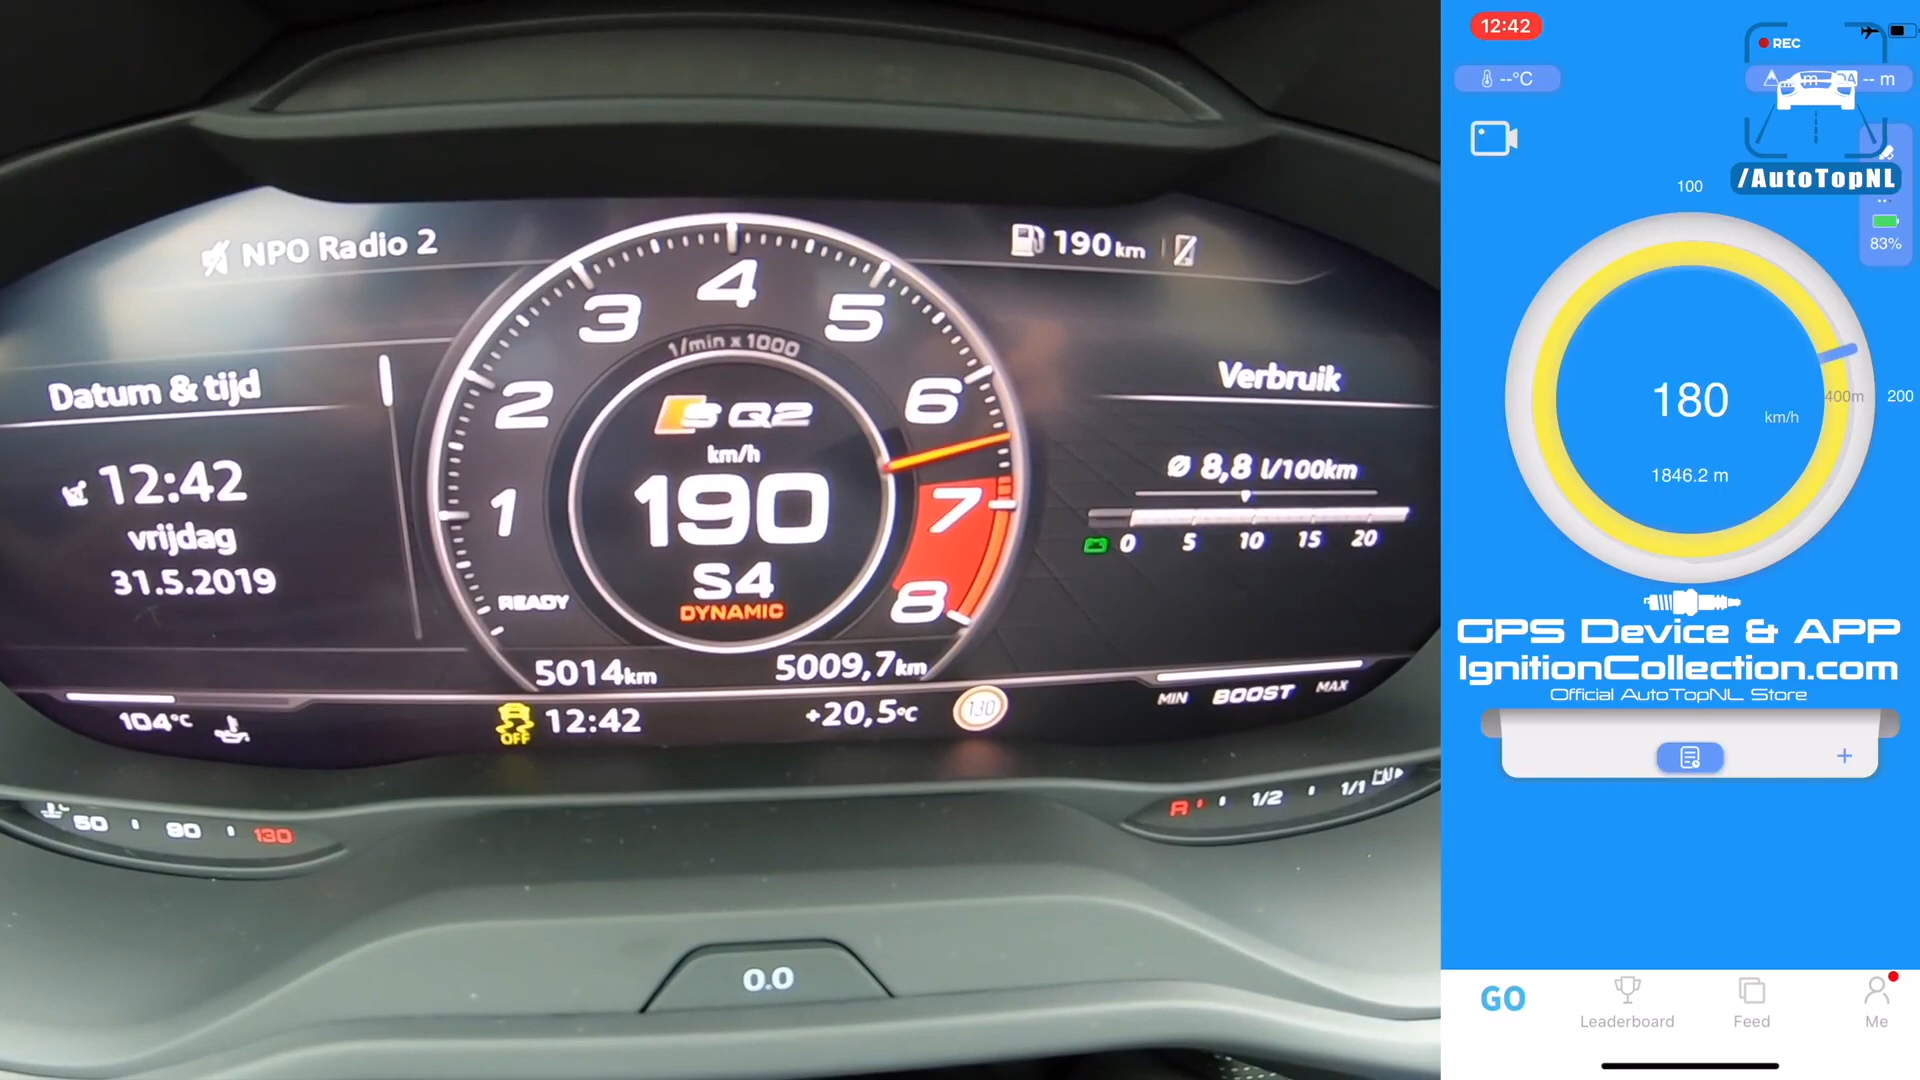 NPO Radio 2
190 km
Datum & tijd
12:42
vrijdag
31.5.2019
1
2
3
4
5
6
7
8
1/min x 1000
SQ2
km/h
190
S4
DYNAMIC
READY
5014km
5009,7km
Verbruik
ø 8,8 l/100km
0 5 10 15 20
MIN BOOST MAX
104°C
OFF 12:42
+20,5°C
130
50 90 130
R 1/2 1/1
0.0
12:42
REC
--°C
-- m
/AutoTopNL
83%
100
200
400m
180
km/h
1846.2 m
GPS Device & APP
IgnitionCollection.com
Official AutoTopNL Store
+
GO
Leaderboard
Feed
Me